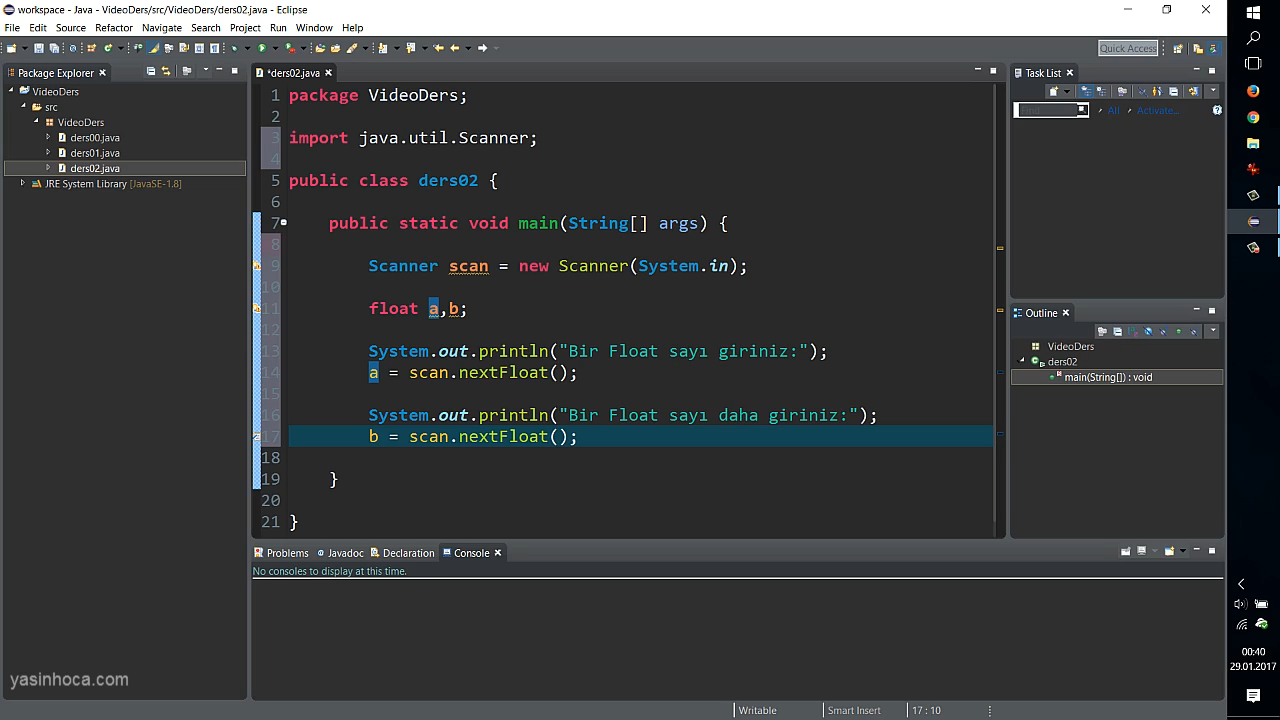 workspace - Java - VideoDers/src/VideoDers/ders02.java - Eclipse
File Edit Source Refactor Navigate Search Project Run Window Help
Quick Access
Package Explorer
VideoDers
src
VideoDers
ders00.java
ders01.java
ders02.java
JRE System Library [JavaSE-1.8]
*ders02.java
1 package VideoDers;
2
3 import java.util.Scanner;
4
5 public class ders02 {
6
7 public static void main(String[] args) {
8
9 Scanner scan = new Scanner(System.in);
10
11 float a,b;
12
13 System.out.println("Bir Float sayı giriniz:");
14 a = scan.nextFloat();
15
16 System.out.println("Bir Float sayı daha giriniz:");
17 b = scan.nextFloat();
18
19 }
20
21 }
Task List
Find
All
Activate...
Outline
VideoDers
ders02
main(String[]) : void
Problems Javadoc Declaration Console
No consoles to display at this time.
yasinhoca.com
Writable Smart Insert 17 : 10
00:40
29.01.2017